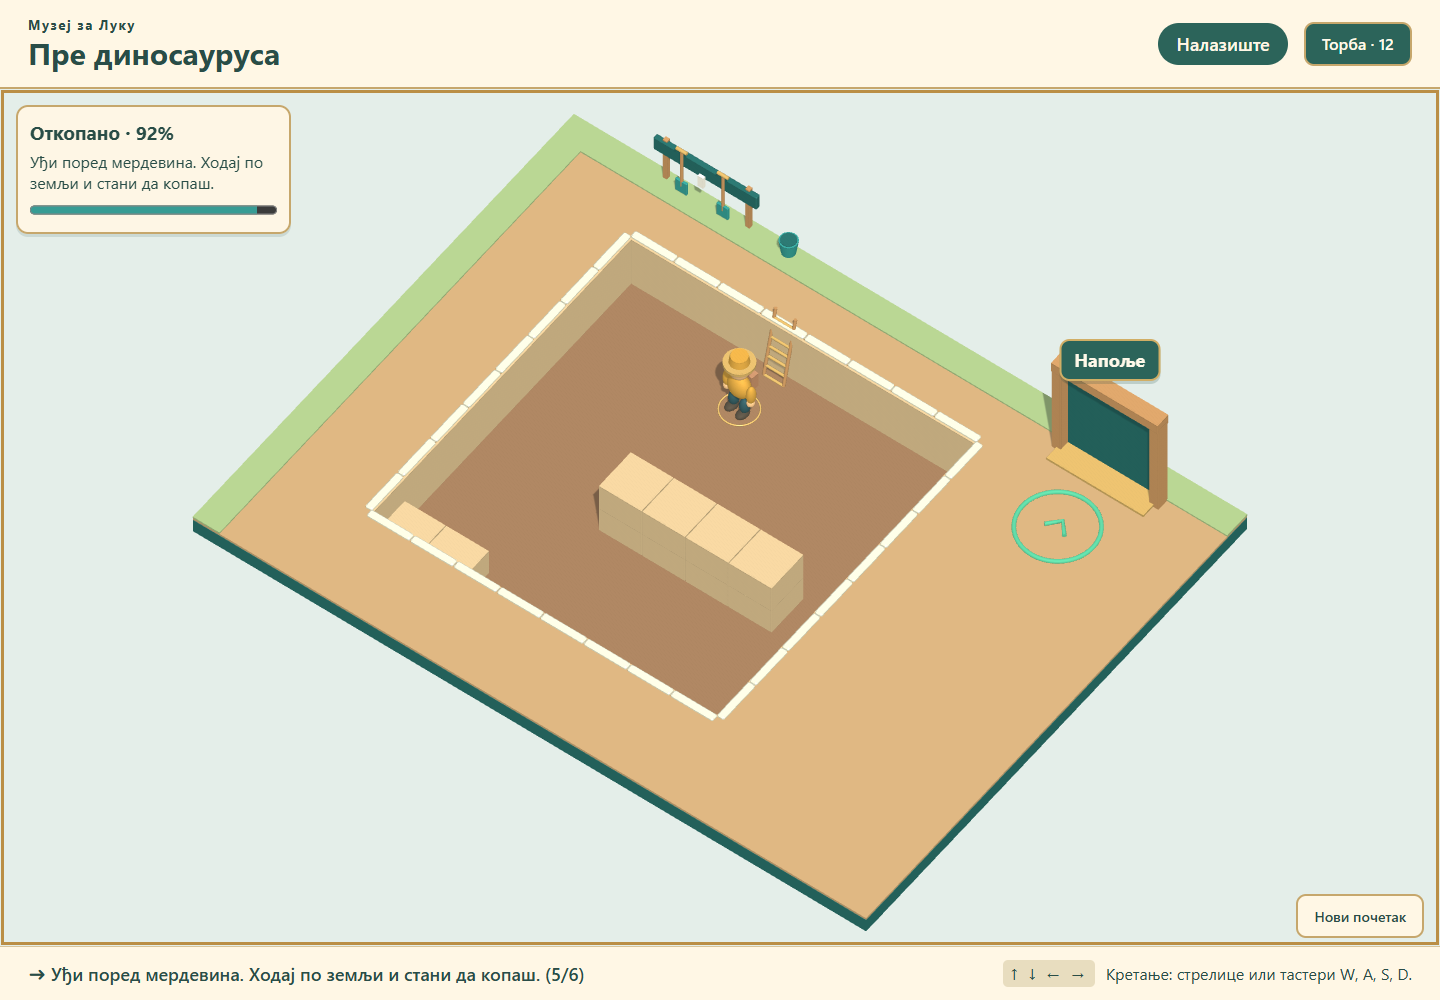 Музеј за Луку
Пре диносауруса
Налазиште
Торба · 12
Откопано · 92%
Уђи поред мердевина. Ходај по
земљи и стани да копаш.
Напоље
Нови почетак
→ Уђи поред мердевина. Ходај по земљи и стани да копаш. (5/6)
↑ ↓ ← → Кретање: стрелице или тастери W, A, S, D.